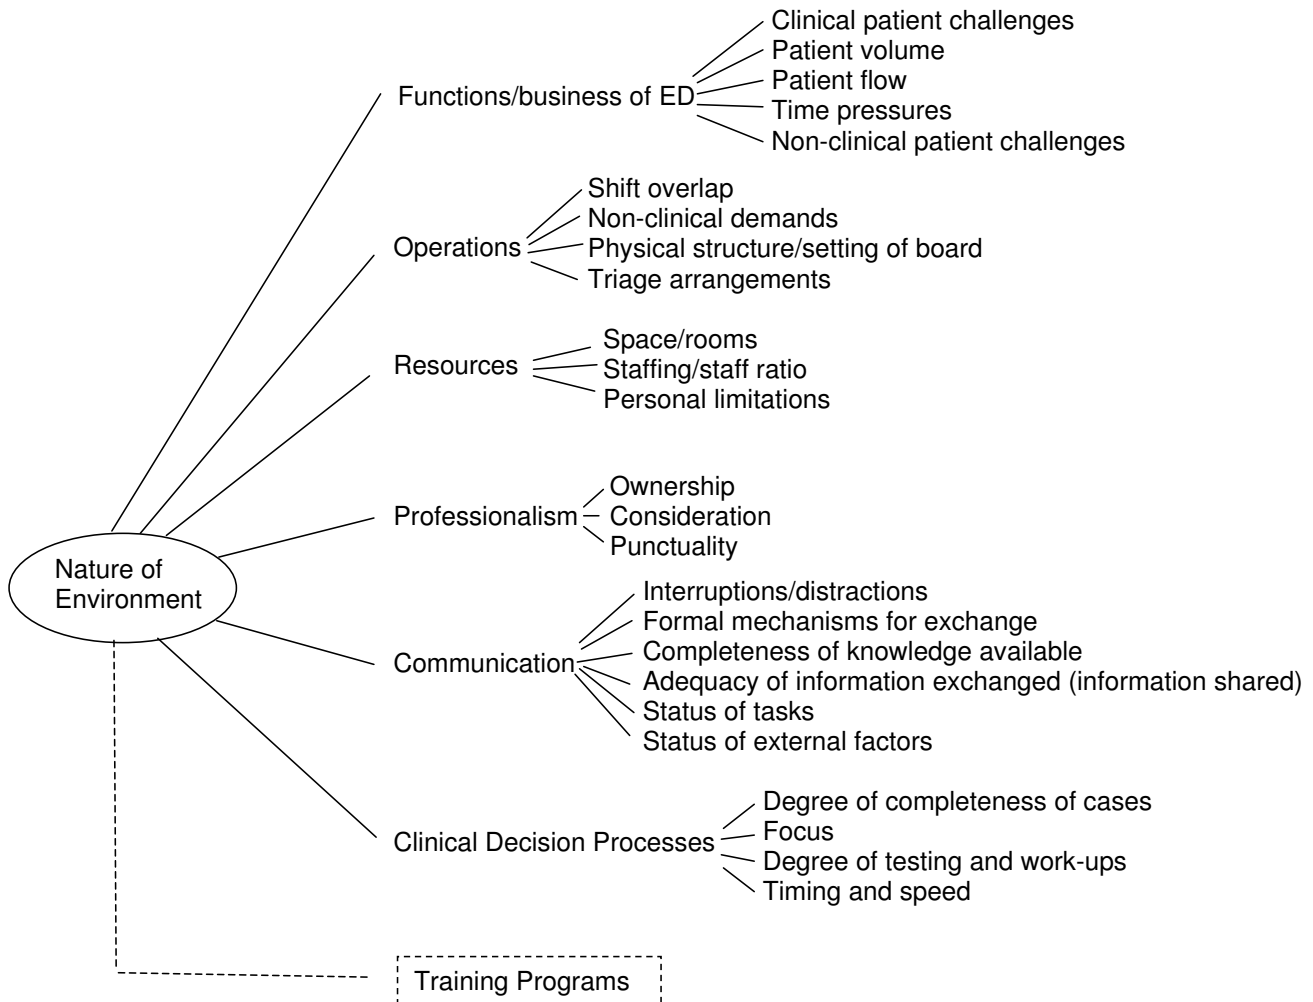 Clinical patient challenges
Patient volume
Functions/business of ED
Patient flow
Time pressures
Non-clinical patient challenges
Shift overlap
Non-clinical demands
Operations
Physical structure/setting of board
Triage arrangements
Space/rooms
Resources
Staffing/staff ratio
Personal limitations
Ownership
Professionalism
Consideration
Punctuality
Nature of
Environment
Interruptions/distractions
Formal mechanisms for exchange
Completeness of knowledge available
Communication
Adequacy of information exchanged (information shared)
Status of tasks
Status of external factors
Degree of completeness of cases
Focus
Clinical Decision Processes
Degree of testing and work-ups
Timing and speed
Training Programs